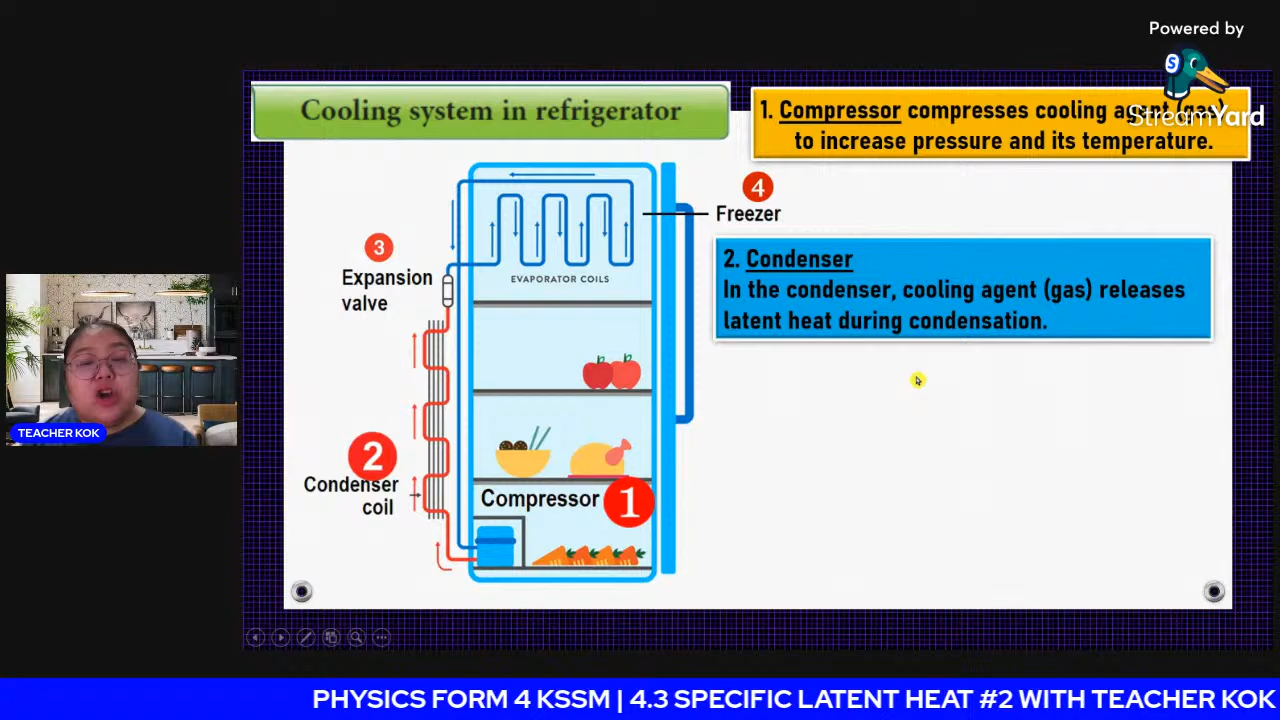 Powered by
S
StreamYard
Cooling system in refrigerator
1. Compressor compresses cooling agent (gas)
to increase pressure and its temperature.
4
Freezer
3
Expansion
valve
EVAPORATOR COILS
2. Condenser
In the condenser, cooling agent (gas) releases
latent heat during condensation.
TEACHER KOK
2
Condenser
coil
Compressor
1
PHYSICS FORM 4 KSSM | 4.3 SPECIFIC LATENT HEAT #2 WITH TEACHER KOK